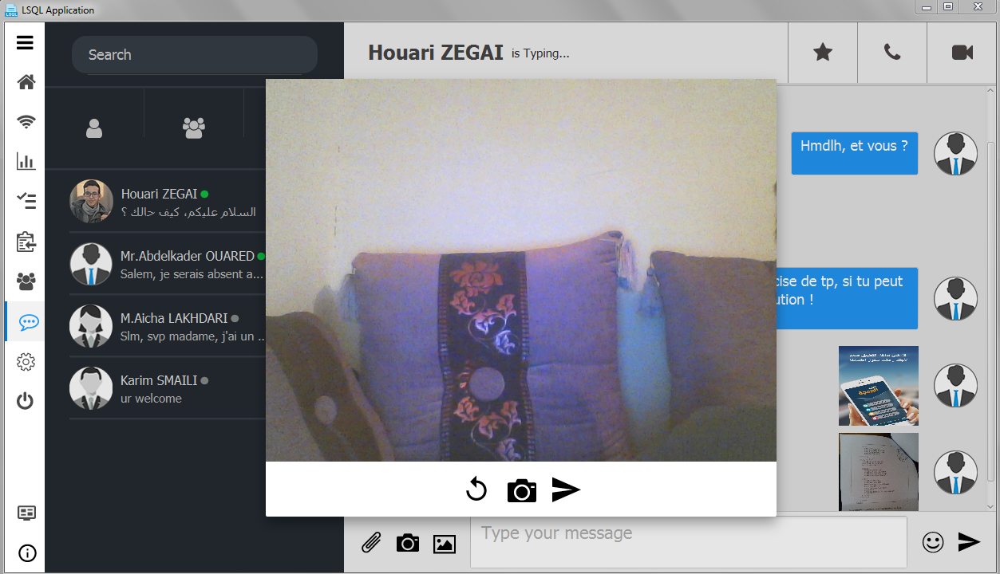 LSQL Application
Search
Houari ZEGAI is Typing...
Houari ZEGAI
السلام عليكم، كيف حالك ؟
Mr.Abdelkader OUARED
Salem, je serais absent a...
M.Aicha LAKHDARI
Slm, svp madame, j'ai un ...
Karim SMAILI
ur welcome
Hmdlh, et vous ?
cise de tp, si tu peut
ution !
Type your message